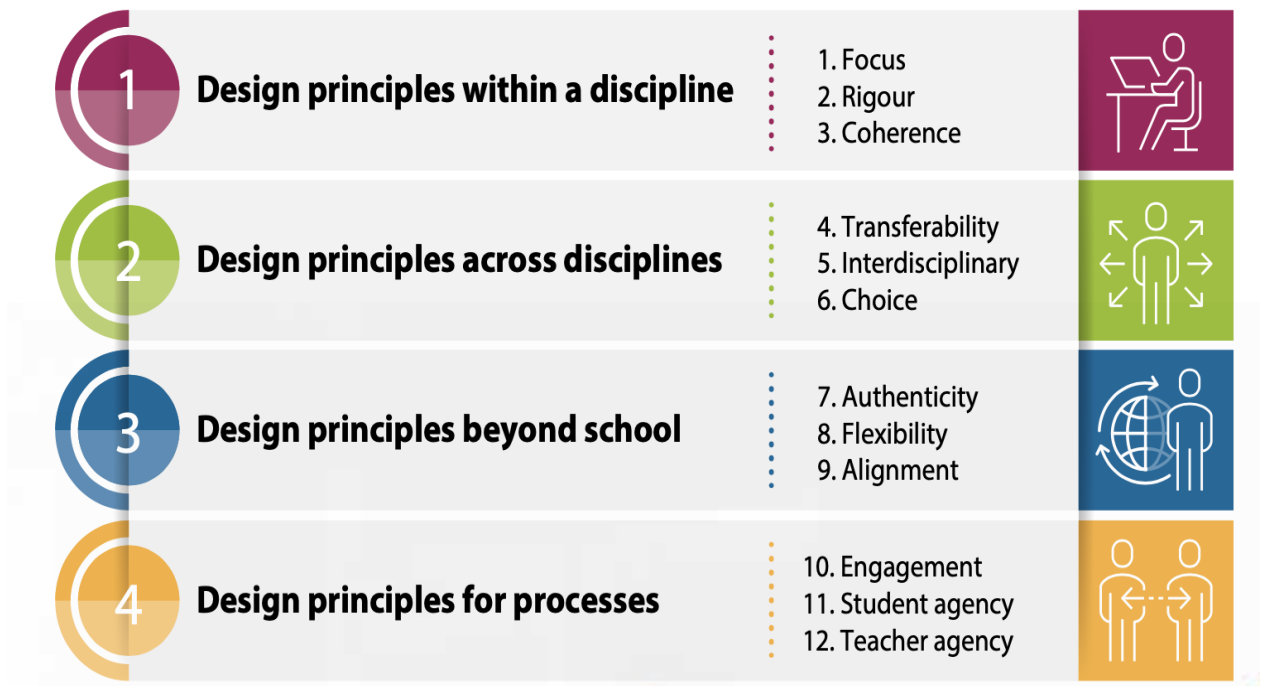 1
Design principles within a discipline
1. Focus
2. Rigour
3. Coherence
2
Design principles across disciplines
4. Transferability
5. Interdisciplinary
6. Choice
3
Design principles beyond school
7. Authenticity
8. Flexibility
9. Alignment
4
Design principles for processes
10. Engagement
11. Student agency
12. Teacher agency